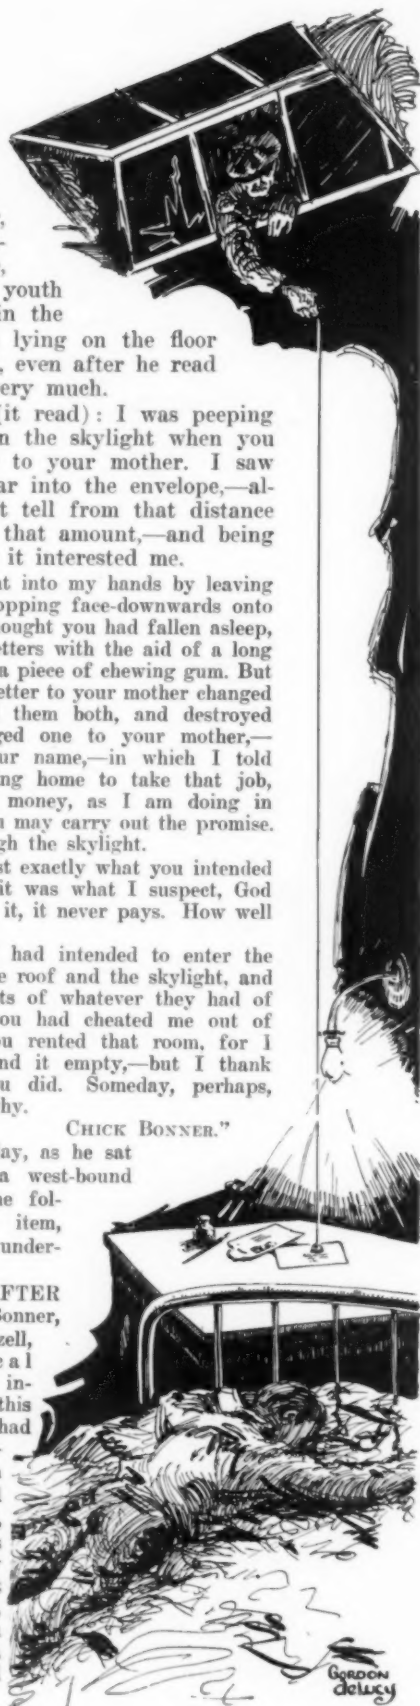 youth
in the
lying on the floor
, even after he read
ery much.
it read): I was peeping
n the skylight when you
to your mother. I saw
ar into the envelope,—al-
t tell from that distance
that amount,—and being
it interested me.
at into my hands by leaving
opping face-downwards onto
ought you had fallen asleep,
etters with the aid of a long
a piece of chewing gum. But
etter to your mother changed
them both, and destroyed
ged one to your mother,—
ur name,—in which I told
ng home to take that job,
money, as I am doing in
u may carry out the promise.
gh the skylight.
st exactly what you intended
it was what I suspect, God
it, it never pays. How well
had intended to enter the
e roof and the skylight, and
ts of whatever they had of
ou had cheated me out of
u rented that room, for I
nd it empty,—but I thank
u did. Someday, perhaps,
hy.
CHICK BONNER."
ay, as he sat
a west-bound
ne fol-
item,
under-
FTER
onner,
zell,
c a l
in-
this
had
GORDON
deLUCY